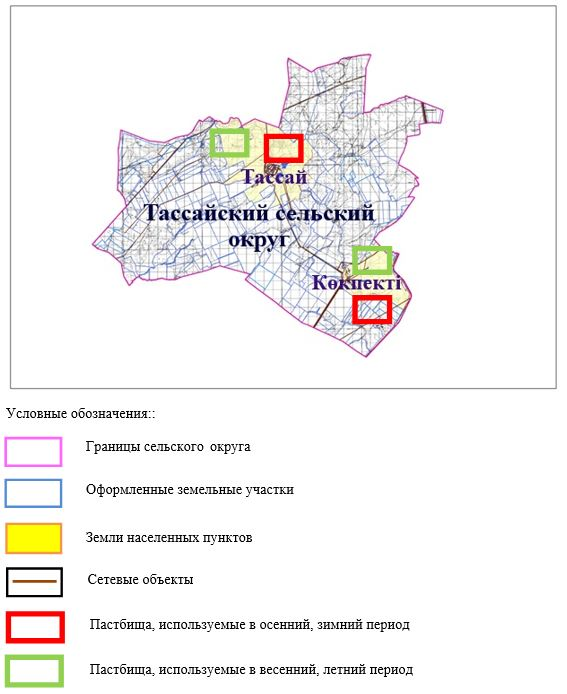 Тассай
Тассайский сельский
округ
Көкпекті
Условные обозначения::
Границы сельского округа
Оформленные земельные участки
Земли населенных пунктов
Сетевые объекты
Пастбища, используемые в осенний, зимний период
Пастбища, используемые в весенний, летний период